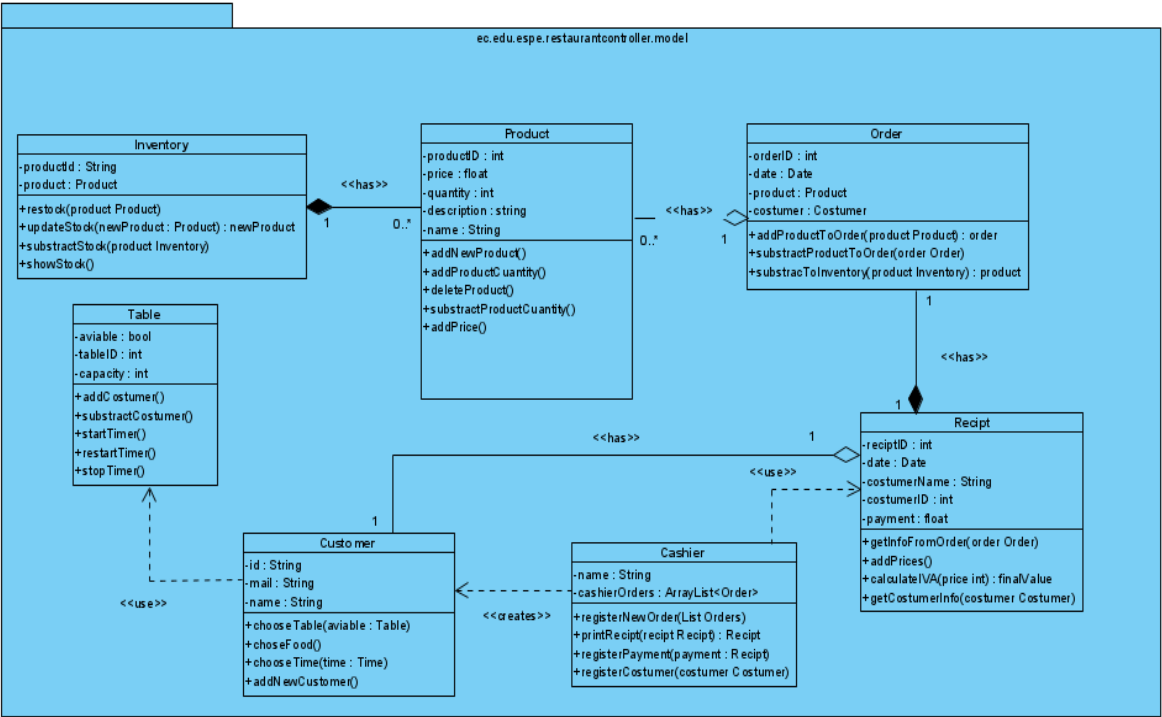 ec.edu.espe.restaurantcontroller.model
Inventory
-productId : String
-product : Product
+restock(product Product)
+updateStock(newProduct : Product) : newProduct
+substractStock(product Inventory)
+showStock()
<<has>>
1
0..*
Product
-productID : int
-price : float
-quantity : int
-description : string
-name : String
+addNewProduct()
+addProductCuantity()
+deleteProduct()
+substractProductCuantity()
+addPrice()
<<has>>
0..*
1
Order
-orderID : int
-date : Date
-product : Product
-costumer : Costumer
+addProductToOrder(product Product) : order
+substractProductToOrder(order Order)
+substracToInventory(product Inventory) : product
1
<<has>>
1
Table
-aviable : bool
-tableID : int
-capacity : int
+addCostumer()
+substractCostumer()
+startTimer()
+restartTimer()
+stopTimer()
<<has>>
1
1
<<use>>
Recipt
-reciptID : int
-date : Date
-costumerName : String
-costumerID : int
-payment : float
+getInfoFromOrder(order Order)
+addPrices()
+calculateIVA(price int) : finalValue
+getCostumerInfo(costumer Costumer)
<<use>>
Customer
-id : String
-mail : String
-name : String
+chooseTable(aviable : Table)
+choseFood()
+chooseTime(time : Time)
+addNewCustomer()
<<creates>>
Cashier
-name : String
-cashierOrders : ArrayList<Order>
+registerNewOrder(List Orders)
+printRecipt(recipt Recipt) : Recipt
+registerPayment(payment : Recipt)
+registerCostumer(costumer Costumer)